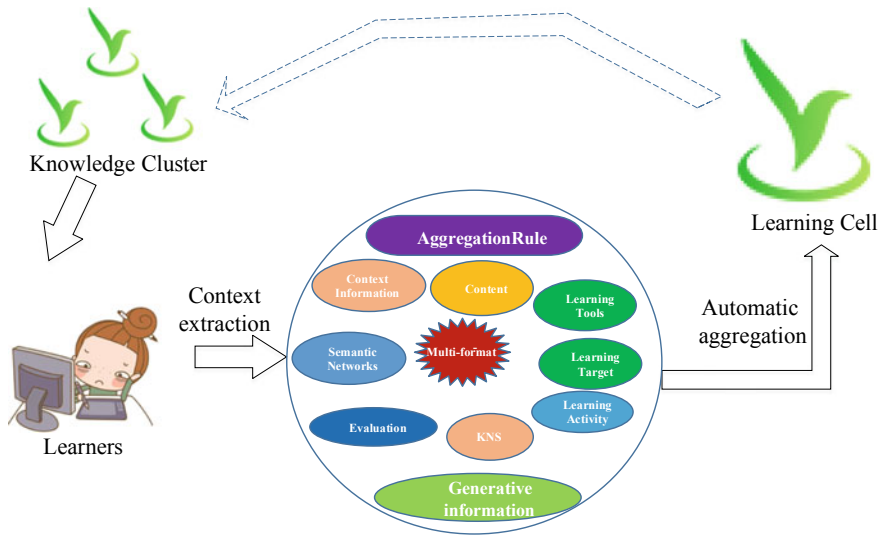 Knowledge Cluster
Learning Cell
AggregationRule
Context
Information
Content
Learning
Tools
Context
extraction
Automatic
aggregation
Semantic
Networks
Multi-format
Learning
Target
Learning
Activity
Evaluation
KNS
Learners
Generative
information